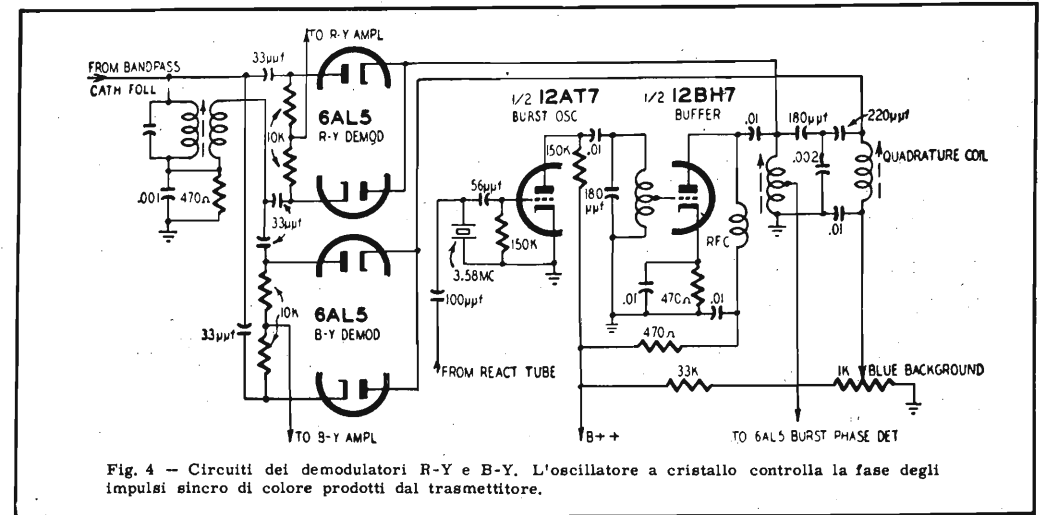 TO R-Y AMPL
33µµf
FROM BANDPASS
CATH FOLL
10K
6AL5
R-Y DEMOD
.001
470Ω
33µµf
33µµf
10K
6AL5
B-Y DEMOD
TO B-Y AMPL
1/2 12AT7
BURST OSC
150K
.01
56µµf
150K
3.58MC
100µµf
FROM REACT TUBE
180
µµf
1/2 12BH7
BUFFER
RFC
.01
470Ω
.01
470Ω
33K
B++
.01
180µµf
220µµf
.002
QUADRATURE COIL
.01
1K
BLUE BACKGROUND
TO 6AL5 BURST PHASE DET
Fig. 4 — Circuiti dei demodulatori R-Y e B-Y. L'oscillatore a cristallo controlla la fase degli
impulsi sincro di colore prodotti dal trasmettitore.